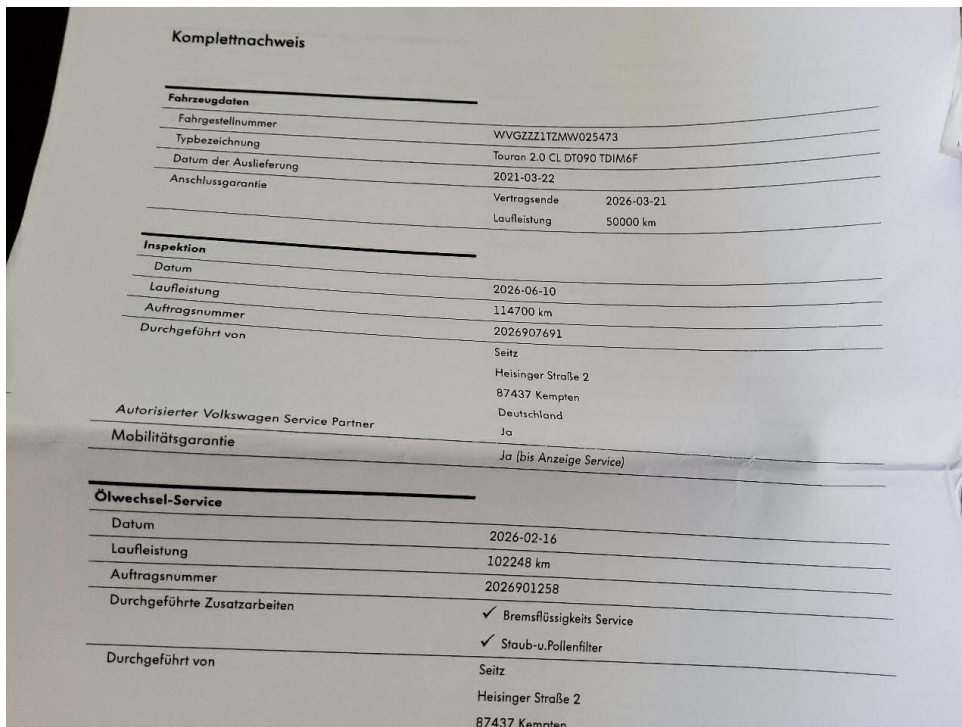 Komplettnachweis
Fahrzeugdaten
Fahrgestellnummer WVGZZZ1TZMW025473
Typbezeichnung Touran 2.0 CL DT090 TDIM6F
Datum der Auslieferung 2021-03-22
Anschlussgarantie Vertragsende 2026-03-21
Laufleistung 50000 km
Inspektion
Datum 2026-06-10
Laufleistung 114700 km
Auftragsnummer 2026907691
Durchgeführt von Seitz
Heisinger Straße 2
87437 Kempten
Deutschland
Autorisierter Volkswagen Service Partner Ja
Mobilitätsgarantie Ja (bis Anzeige Service)
Ölwechsel-Service
Datum 2026-02-16
Laufleistung 102248 km
Auftragsnummer 2026901258
Durchgeführte Zusatzarbeiten ✓ Bremsflüssigkeits Service
✓ Staub-u.Pollenfilter
Durchgeführt von Seitz
Heisinger Straße 2
87437 Kempten